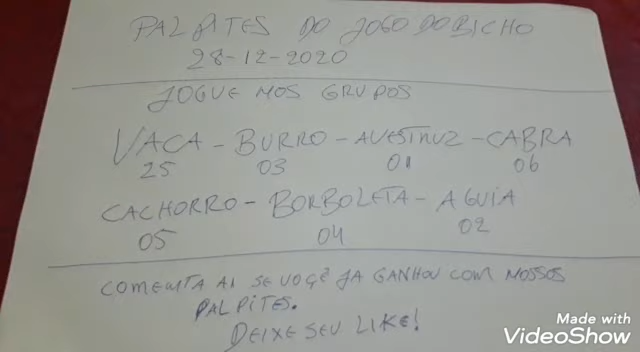 PALPITES DO JOGO DO BICHO
28-12-2020
JOGUE NOS GRUPOS
VACA - BURRO - AVESTRUZ - CABRA
25 03 01 06
CACHORRO - BORBOLETA - AGUIA
05 04 02
COMENTA AI SE VOCÊ JA GANHOU COM NOSSOS
PALPITES.
DEIXE SEU LIKE!
Made with
VideoShow